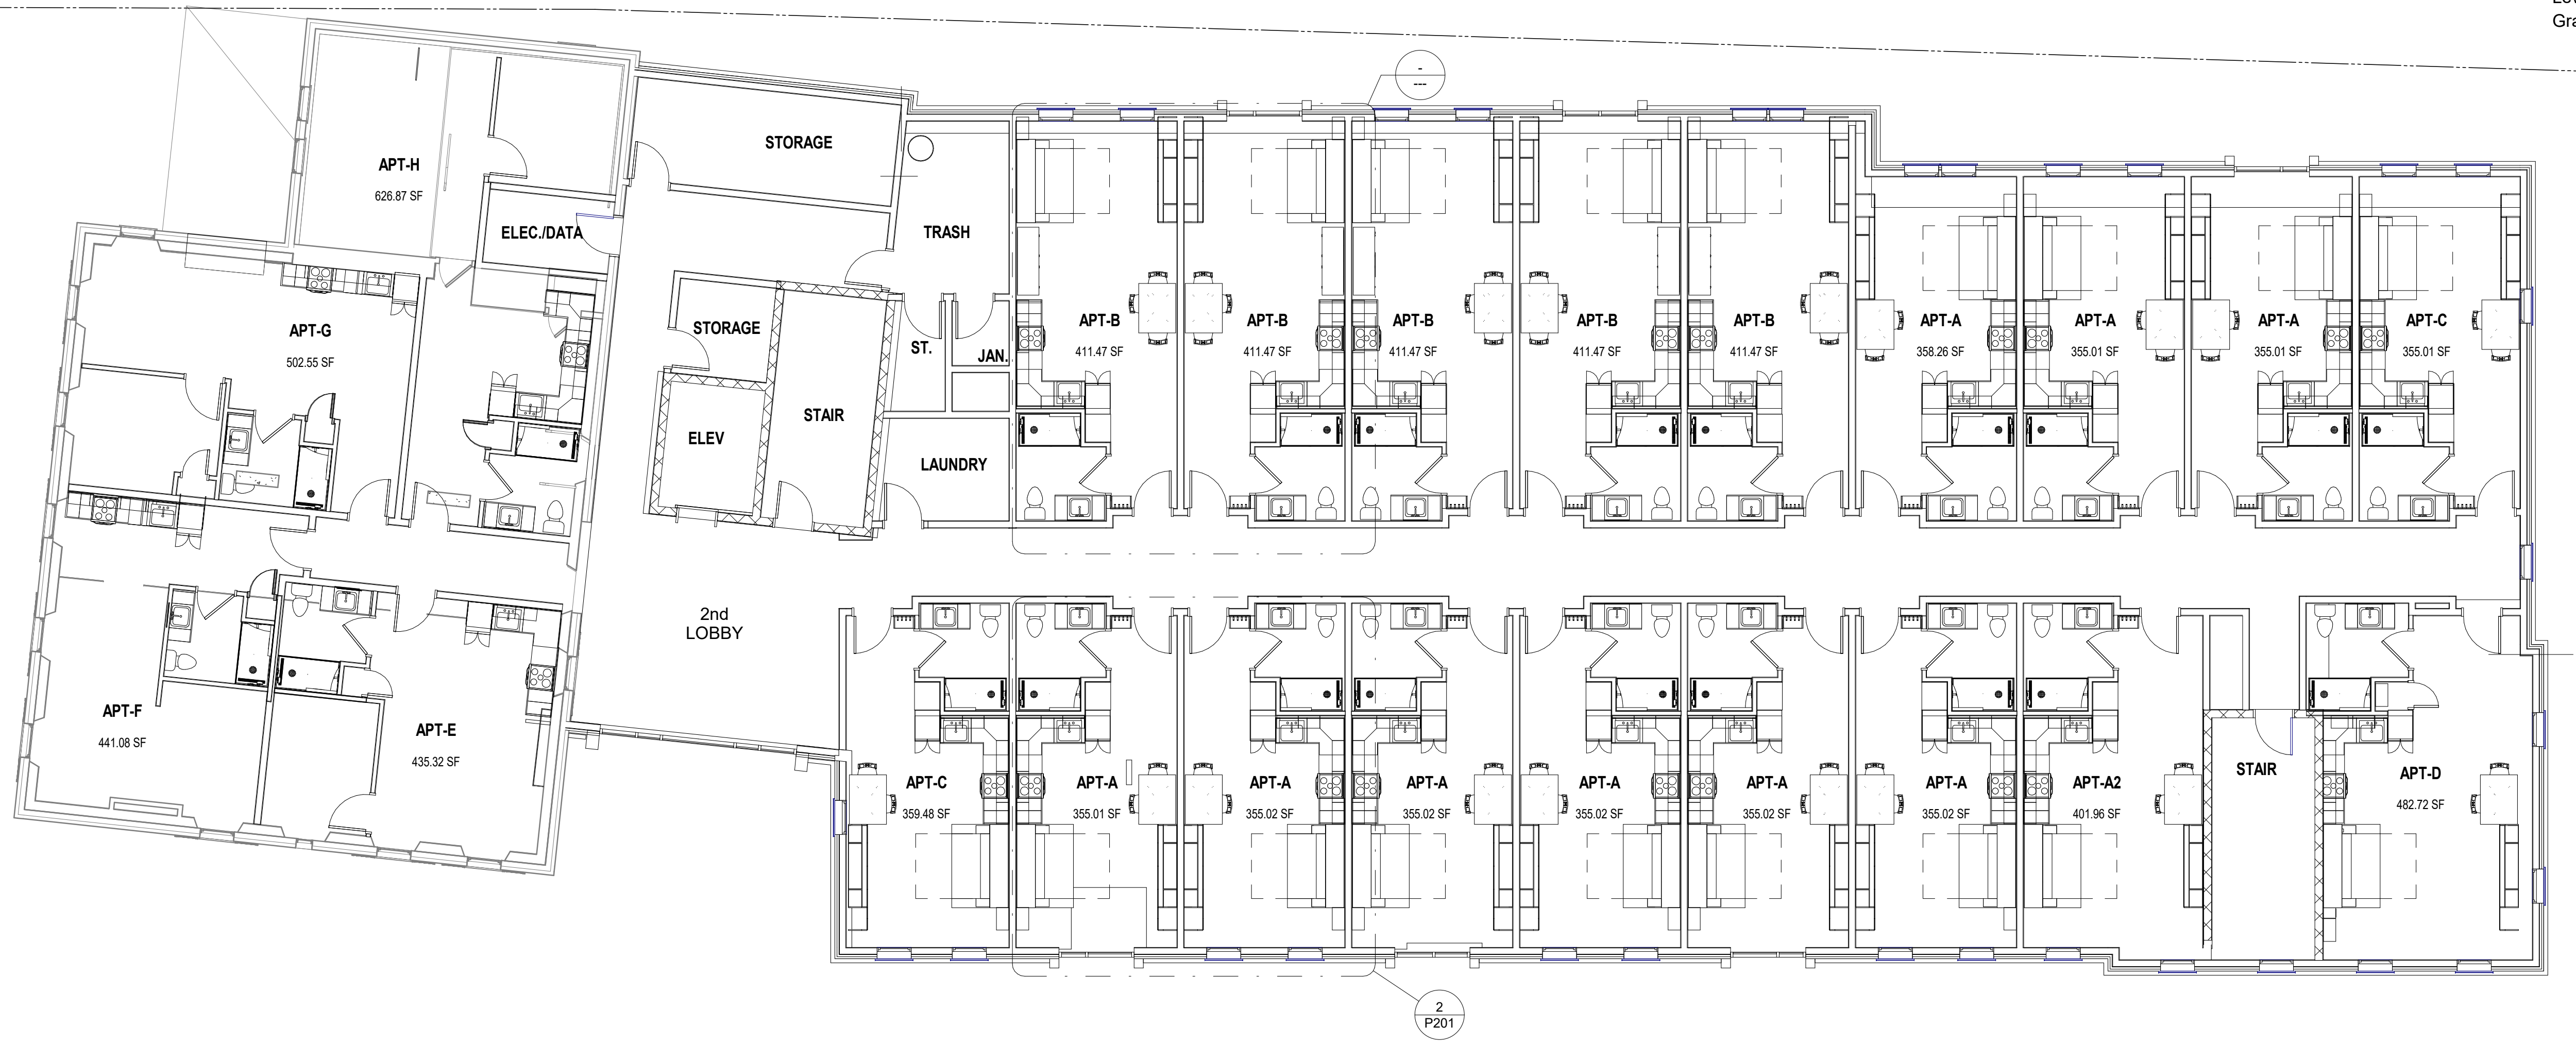 Gra
-
---
APT-H
626.87 SF
STORAGE
ELEC./DATA
TRASH
APT-G
502.55 SF
STORAGE
ST.
JAN.
ELEV
STAIR
LAUNDRY
APT-B
411.47 SF
APT-B
411.47 SF
APT-B
411.47 SF
APT-B
411.47 SF
APT-B
411.47 SF
APT-A
358.26 SF
APT-A
355.01 SF
APT-A
355.01 SF
APT-C
355.01 SF
2nd
LOBBY
APT-F
441.08 SF
APT-E
435.32 SF
APT-C
359.48 SF
APT-A
355.01 SF
APT-A
355.02 SF
APT-A
355.02 SF
APT-A
355.02 SF
APT-A
355.02 SF
APT-A
355.02 SF
APT-A2
401.96 SF
STAIR
APT-D
482.72 SF
2
P201